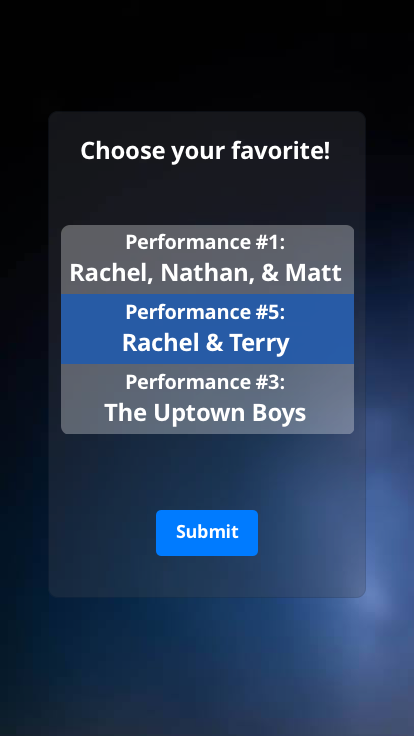 Choose your favorite!
Performance #1:
Rachel, Nathan, & Matt
Performance #5:
Rachel & Terry
Performance #3:
The Uptown Boys
Submit